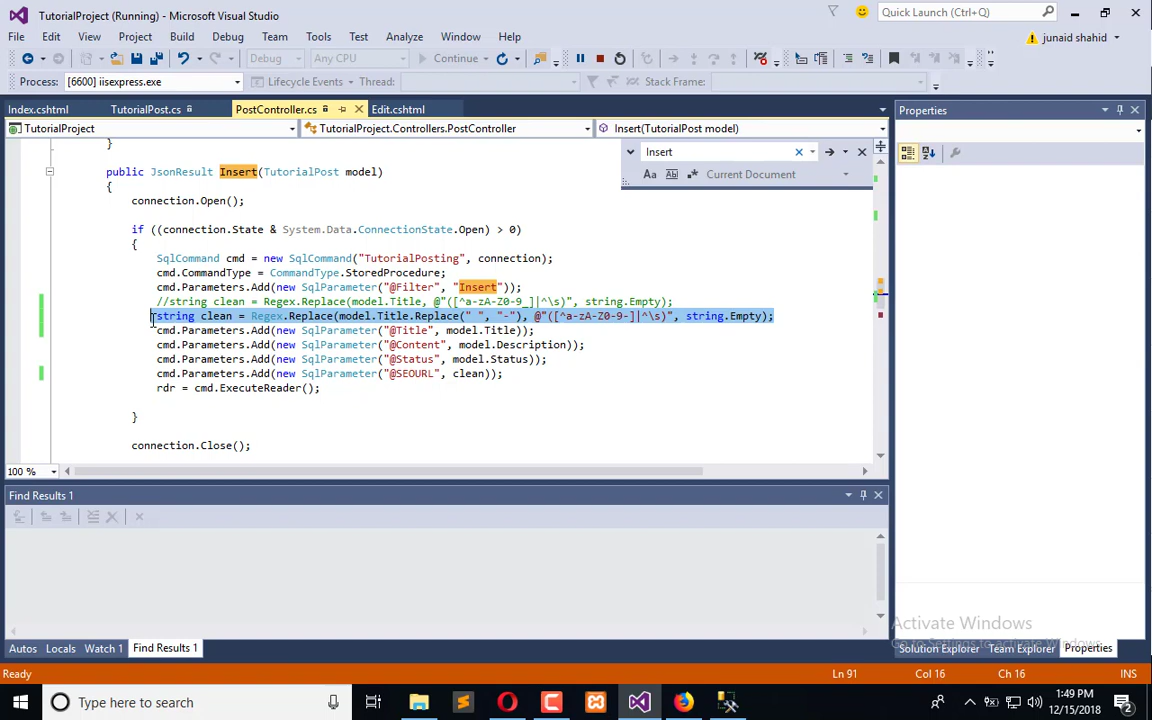 TutorialProject (Running) - Microsoft Visual Studio
Quick Launch (Ctrl+Q)
File Edit View Project Build Debug Team Tools Test Analyze Window Help
junaid shahid
Debug Any CPU Continue
Process: [6600] iisexpress.exe Lifecycle Events Thread: Stack Frame:
Index.cshtml TutorialPost.cs PostController.cs Edit.cshtml
Properties
TutorialProject TutorialProject.Controllers.PostController Insert(TutorialPost model)
}
Insert
Aa Ab Current Document
public JsonResult Insert(TutorialPost model)
{
connection.Open();
if ((connection.State & System.Data.ConnectionState.Open) > 0)
{
SqlCommand cmd = new SqlCommand("TutorialPosting", connection);
cmd.CommandType = CommandType.StoredProcedure;
cmd.Parameters.Add(new SqlParameter("@Filter", "Insert"));
//string clean = Regex.Replace(model.Title, @"([^a-zA-Z0-9_]|^\s)", string.Empty);
string clean = Regex.Replace(model.Title.Replace(" ", "-"), @"([^a-zA-Z0-9-]|^\s)", string.Empty);
cmd.Parameters.Add(new SqlParameter("@Title", model.Title));
cmd.Parameters.Add(new SqlParameter("@Content", model.Description));
cmd.Parameters.Add(new SqlParameter("@Status", model.Status));
cmd.Parameters.Add(new SqlParameter("@SEOURL", clean));
rdr = cmd.ExecuteReader();
}
connection.Close();
100 %
Find Results 1
Activate Windows
Go to Settings to activate Windows.
Autos Locals Watch 1 Find Results 1
Solution Explorer Team Explorer Properties
Ready Ln 91 Col 16 Ch 16 INS
Type here to search
1:49 PM
12/15/2018
2